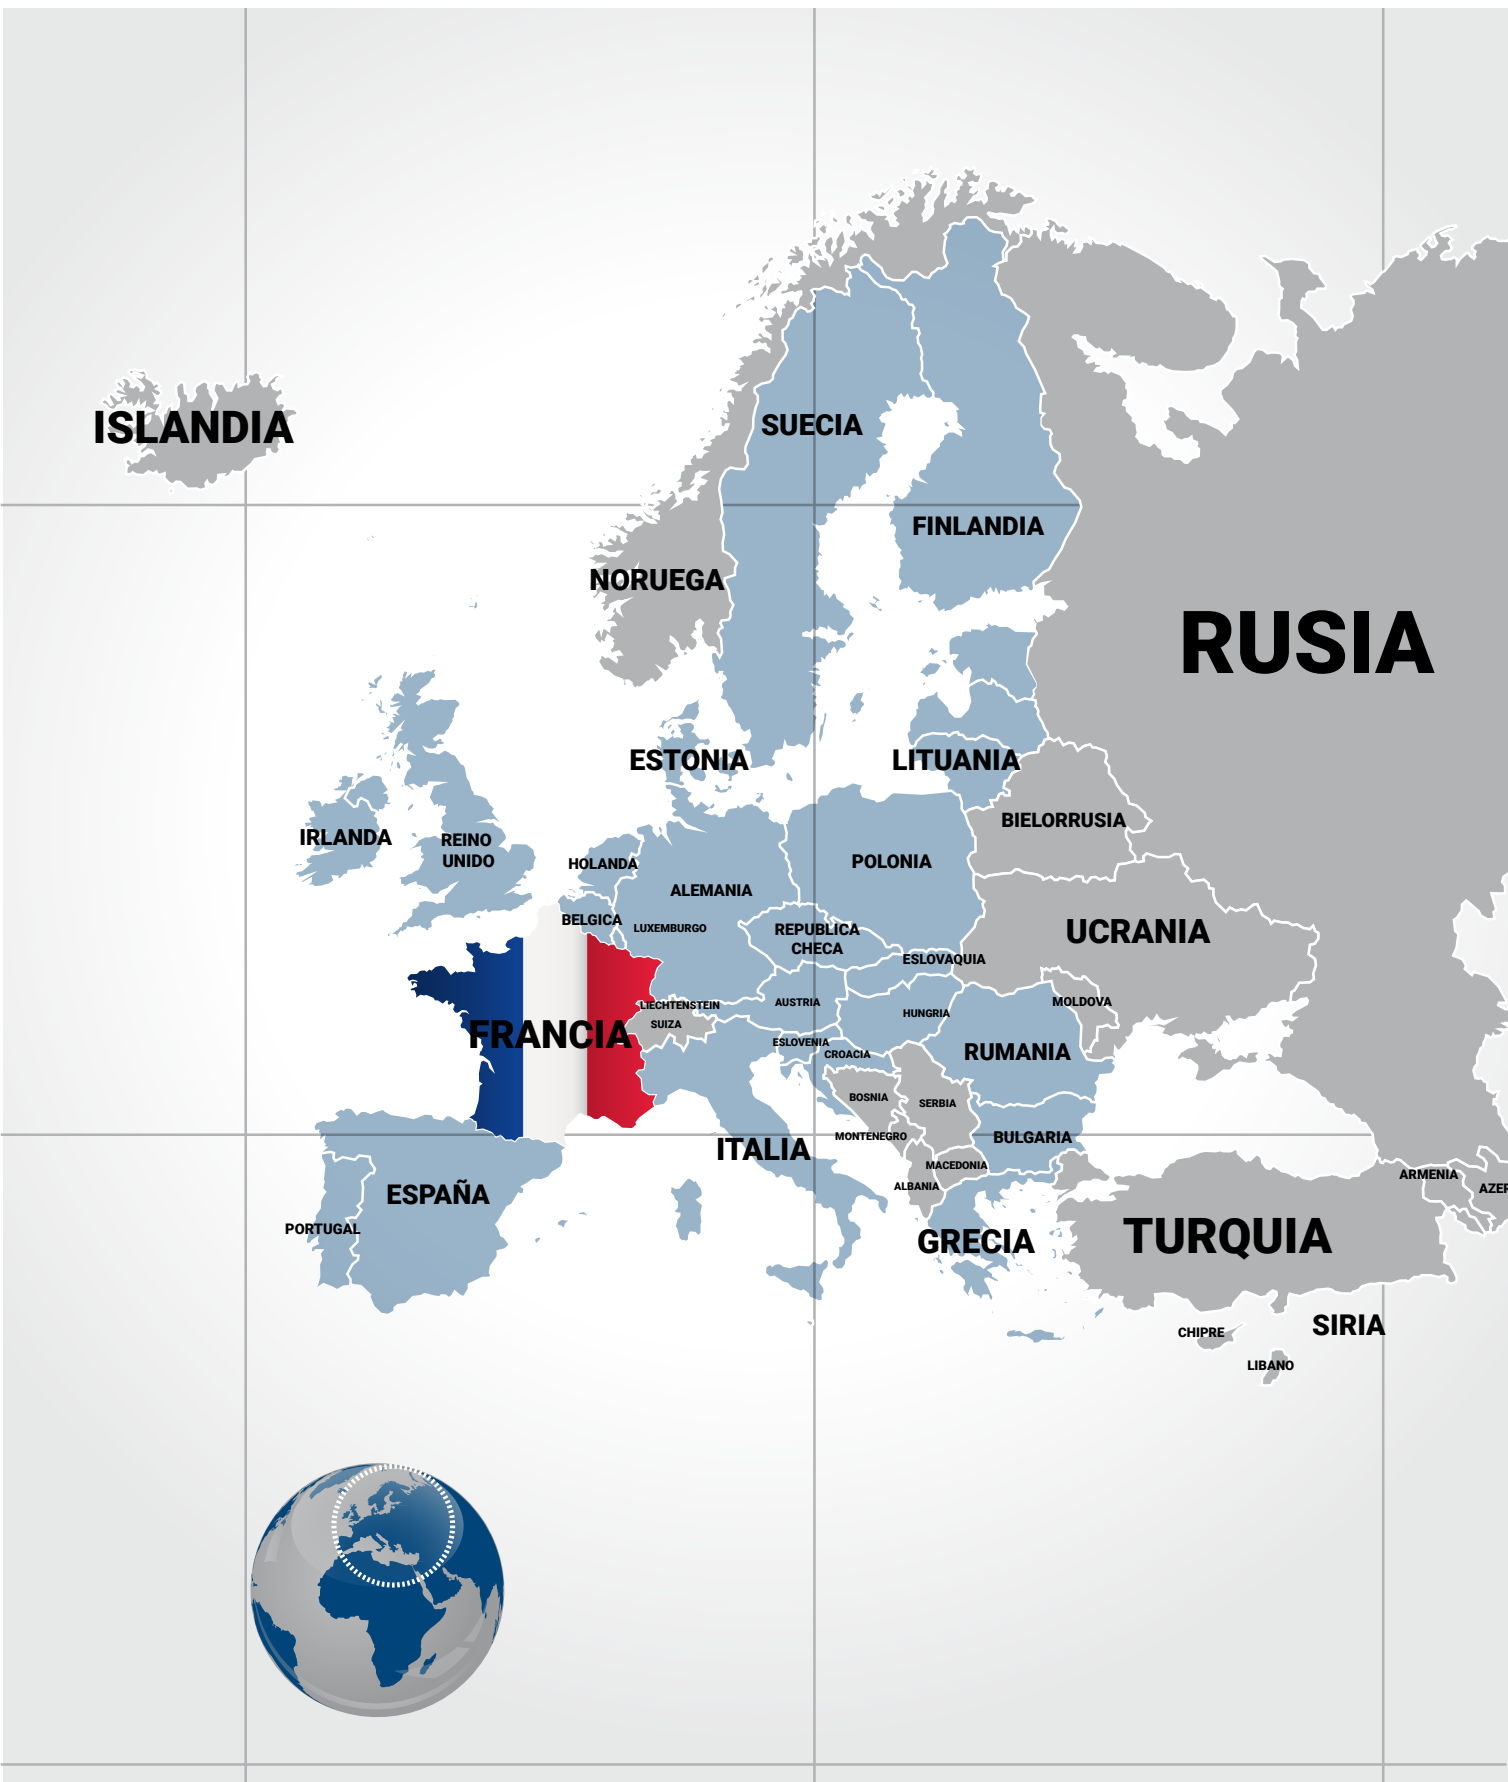 ISLANDIA
SUECIA
FINLANDIA
NORUEGA
RUSIA
ESTONIA
LITUANIA
BIELORRUSIA
IRLANDA
REINO
UNIDO
HOLANDA
POLONIA
ALEMANIA
BELGICA
LUXEMBURGO
REPUBLICA
CHECA
UCRANIA
ESLOVAQUIA
LIECHTENSTEIN
AUSTRIA
MOLDOVA
HUNGRIA
SUIZA
FRANCIA
ESLOVENIA
CROACIA
RUMANIA
BOSNIA
SERBIA
MONTENEGRO
BULGARIA
ITALIA
MACEDONIA
ARMENIA
ALBANIA
AZER
ESPAÑA
PORTUGAL
GRECIA
TURQUIA
SIRIA
CHIPRE
LIBANO